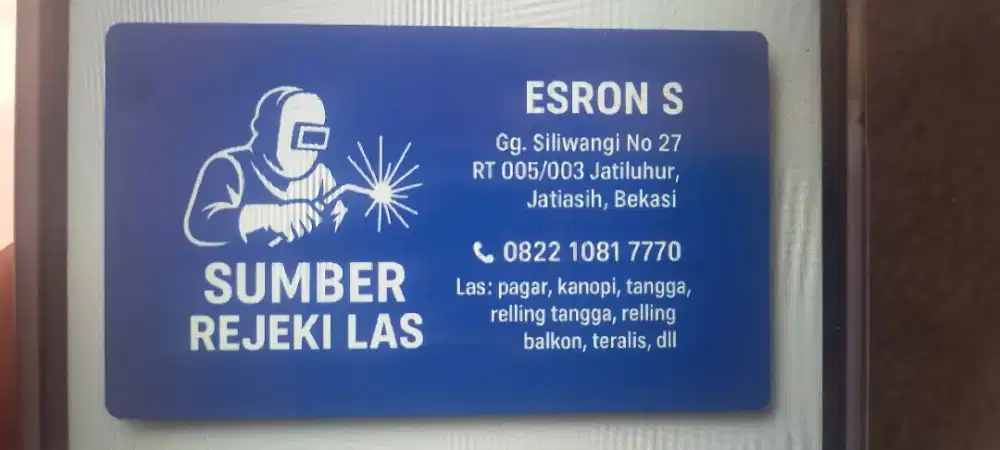 SUMBER
REJEKI LAS
ESRON S
Gg. Siliwangi No 27
RT 005/003 Jatiluhur,
Jatiasih, Bekasi
0822 1081 7770
Las: pagar, kanopi, tangga,
relling tangga, relling
balkon, teralis, dll